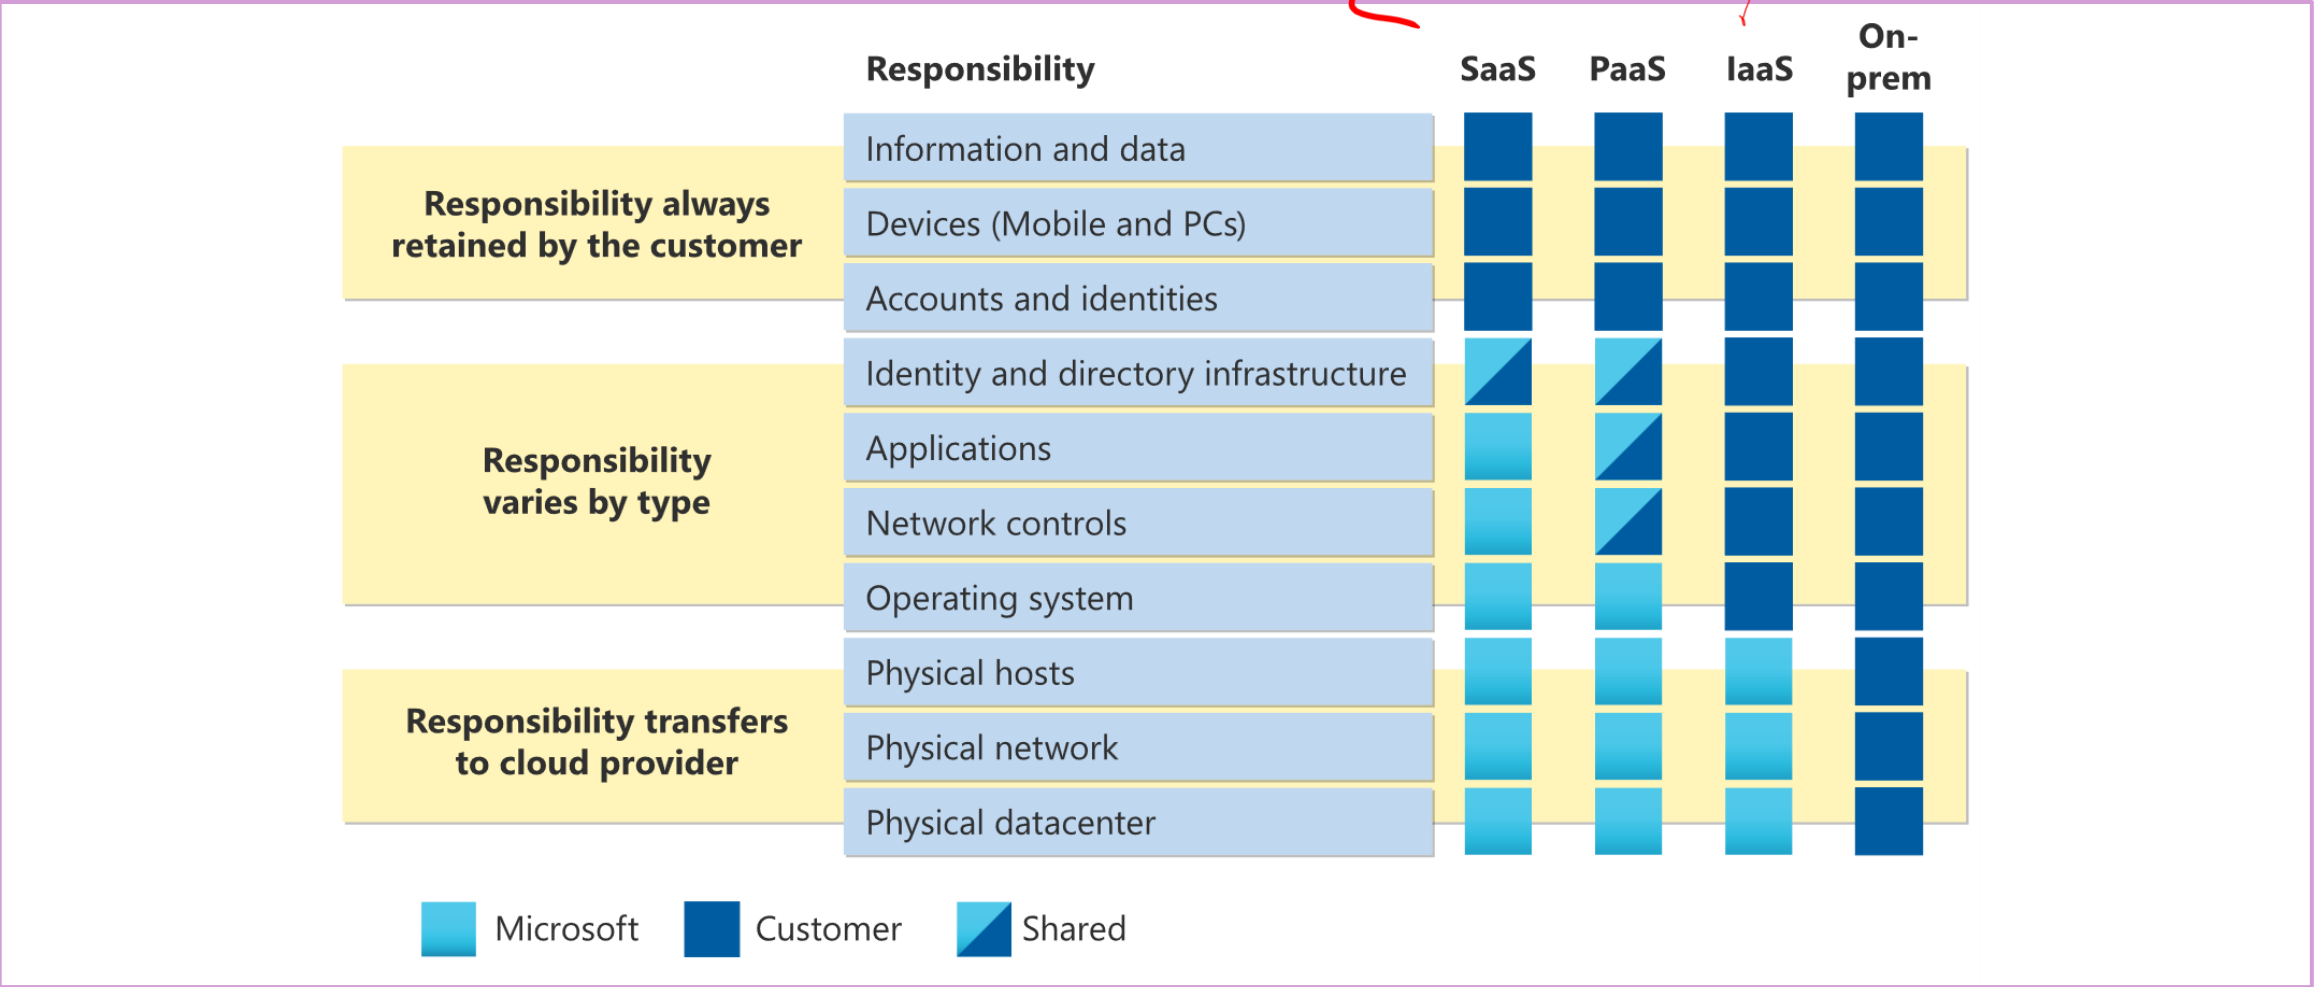 Responsibility
SaaS
PaaS
IaaS
On-
prem
Responsibility always
retained by the customer
Information and data
Devices (Mobile and PCs)
Accounts and identities
Responsibility
varies by type
Identity and directory infrastructure
Applications
Network controls
Operating system
Responsibility transfers
to cloud provider
Physical hosts
Physical network
Physical datacenter
Microsoft
Customer
Shared